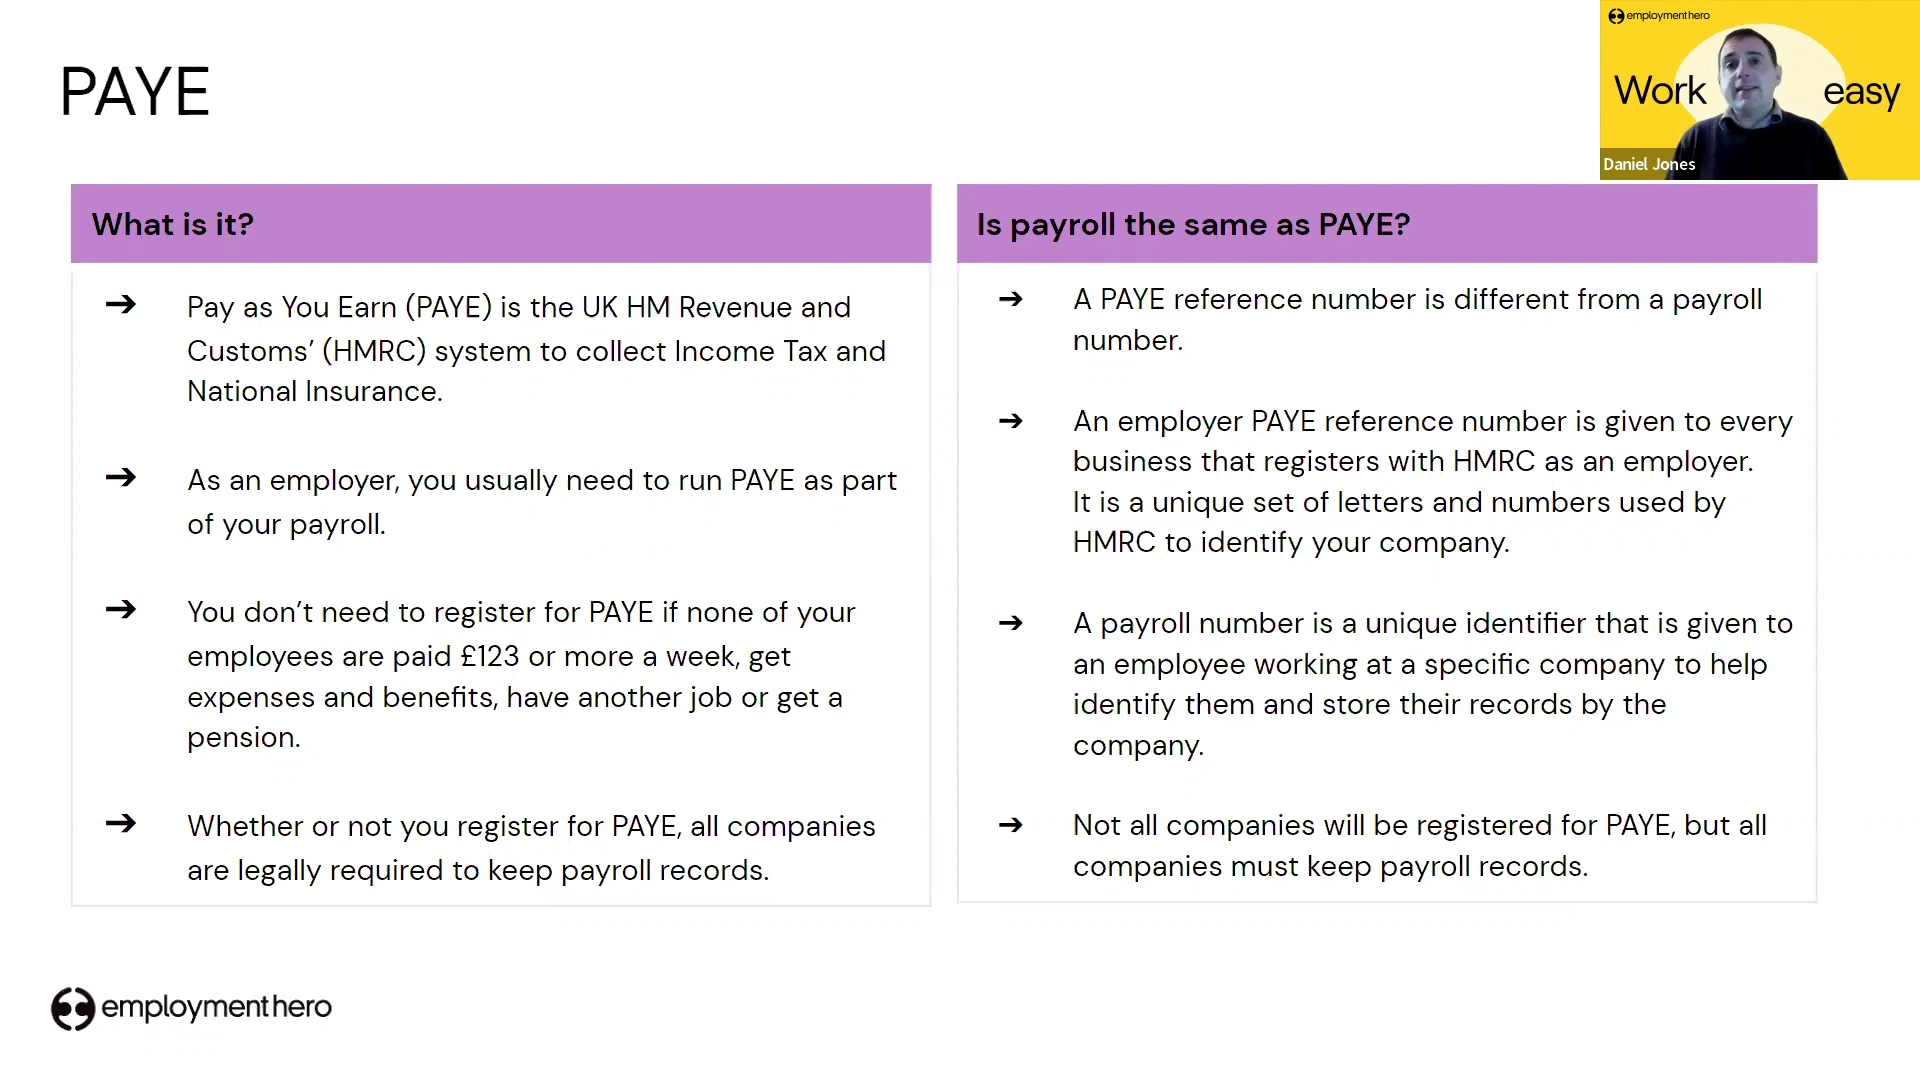 PAYE
employmenthero
Work easy
Daniel Jones
What is it?
Pay as You Earn (PAYE) is the UK HM Revenue and
Customs’ (HMRC) system to collect Income Tax and
National Insurance.
As an employer, you usually need to run PAYE as part
of your payroll.
You don’t need to register for PAYE if none of your
employees are paid £123 or more a week, get
expenses and benefits, have another job or get a
pension.
Whether or not you register for PAYE, all companies
are legally required to keep payroll records.
Is payroll the same as PAYE?
A PAYE reference number is different from a payroll
number.
An employer PAYE reference number is given to every
business that registers with HMRC as an employer.
It is a unique set of letters and numbers used by
HMRC to identify your company.
A payroll number is a unique identifier that is given to
an employee working at a specific company to help
identify them and store their records by the
company.
Not all companies will be registered for PAYE, but all
companies must keep payroll records.
employmenthero